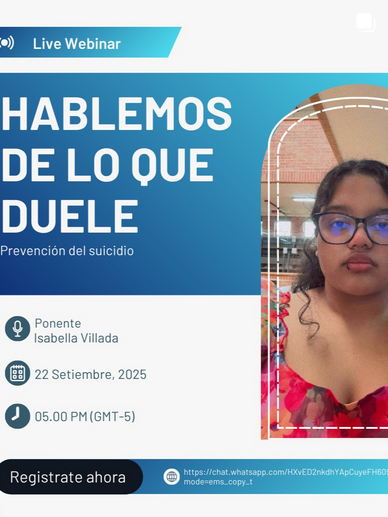 Live Webinar
HABLEMOS
DE LO QUE
DUELE
Prevención del suicidio
Ponente
Isabella Villada
22 Setiembre, 2025
05.00 PM (GMT-5)
Registrate ahora
https://chat.whatsapp.com/HXvED2nkdhYApCuyeFH6D
mode=ems_copy_t